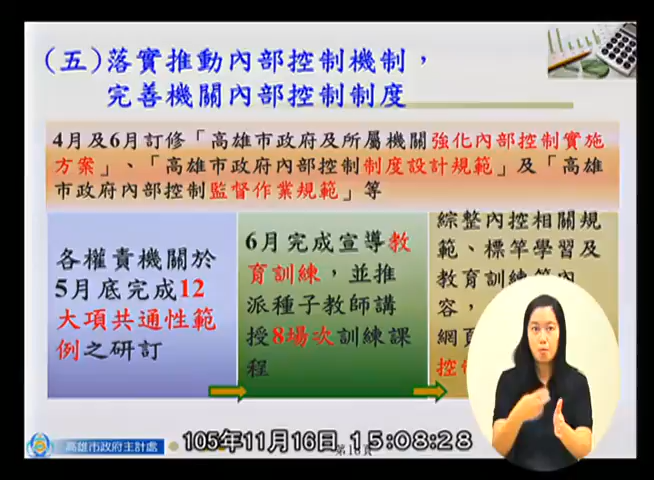 (五)落實推動內部控制機制，
完善機關內部控制制度
4月及6月訂修「高雄市政府及所屬機關強化內部控制實施
方案」、「高雄市政府內部控制制度設計規範」及「高雄
市政府內部控制監督作業規範」等
各權責機關於
5月底完成12
大項共通性範
例之研訂
6月完成宣導教
育訓練，並推
派種子教師講
授8場次訓練課
程
綜整內控相關規
範、標竿學習及
教育訓練等內
容，
網頁
控
高雄市政府主計處
105年11月16日 15:08:28